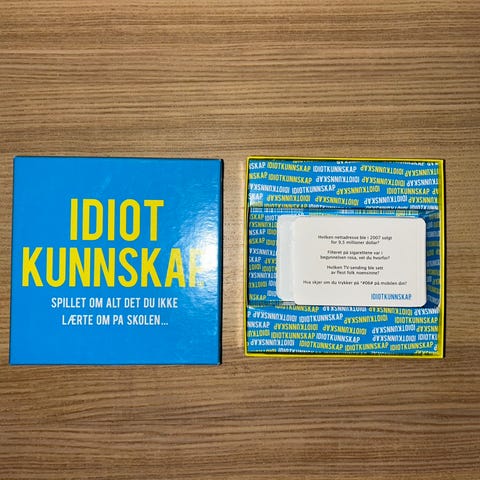 IDIOT
KUNNSKAP
SPILLET OM ALT DET DU IKKE
LÆRTE OM PA SKOLEN...
Hvilken nettadresse ble i 2007 solgt
for 9.5 millioner dollar?
Filteret på sigarettene var i
begynnelsen rosa, vet du hvorfor?
Hvilken TV-sending ble sett
av flest folk noensinne?
Hva skjer om du trykker på *#06# på mobilen din?
IDIOTKUNNSKAP